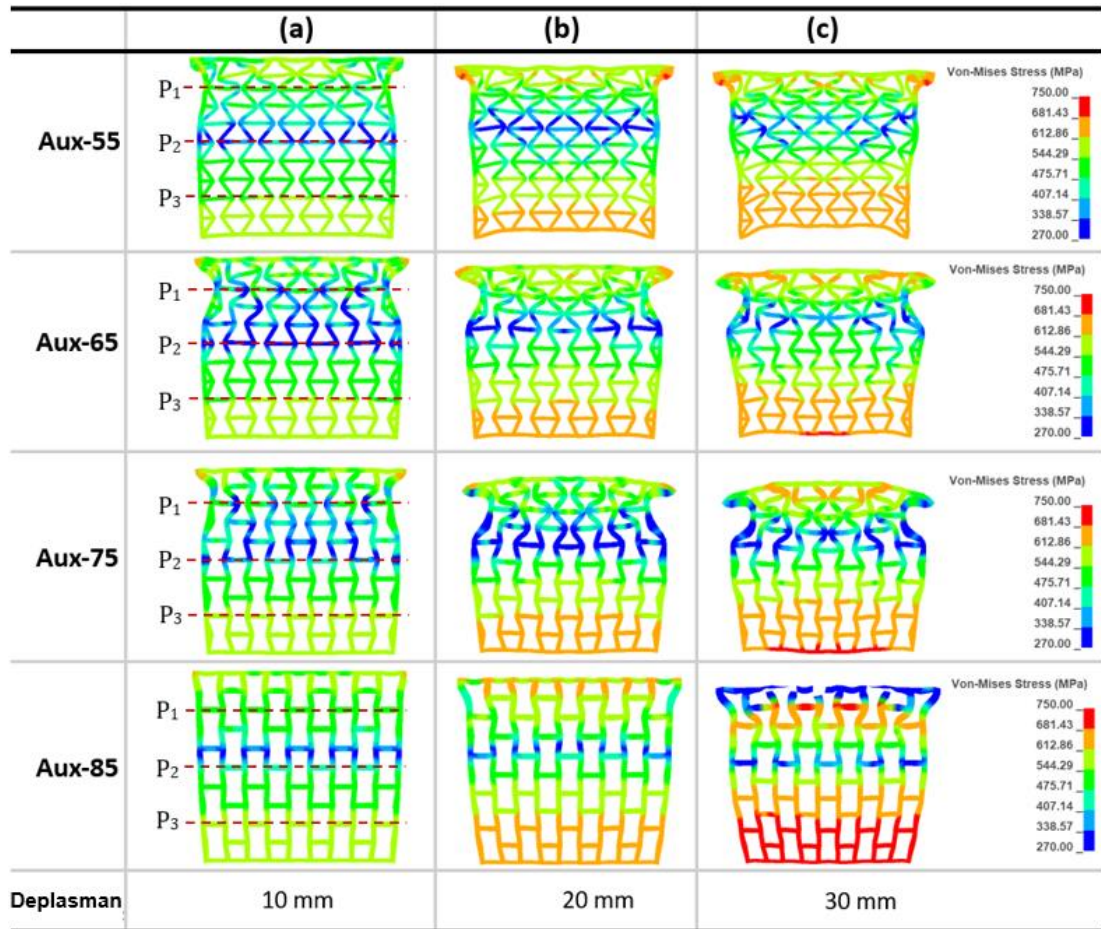 (a) (b) (c)
Aux-55
P₁
P₂
P₃
Von-Mises Stress (MPa)
750.00
681.43
612.86
544.29
475.71
407.14
338.57
270.00
Aux-65
P₁
P₂
P₃
Von-Mises Stress (MPa)
750.00
681.43
612.86
544.29
475.71
407.14
338.57
270.00
Aux-75
P₁
P₂
P₃
Von-Mises Stress (MPa)
750.00
681.43
612.86
544.29
475.71
407.14
338.57
270.00
Aux-85
P₁
P₂
P₃
Von-Mises Stress (MPa)
750.00
681.43
612.86
544.29
475.71
407.14
338.57
270.00
Deplasman 10 mm 20 mm 30 mm